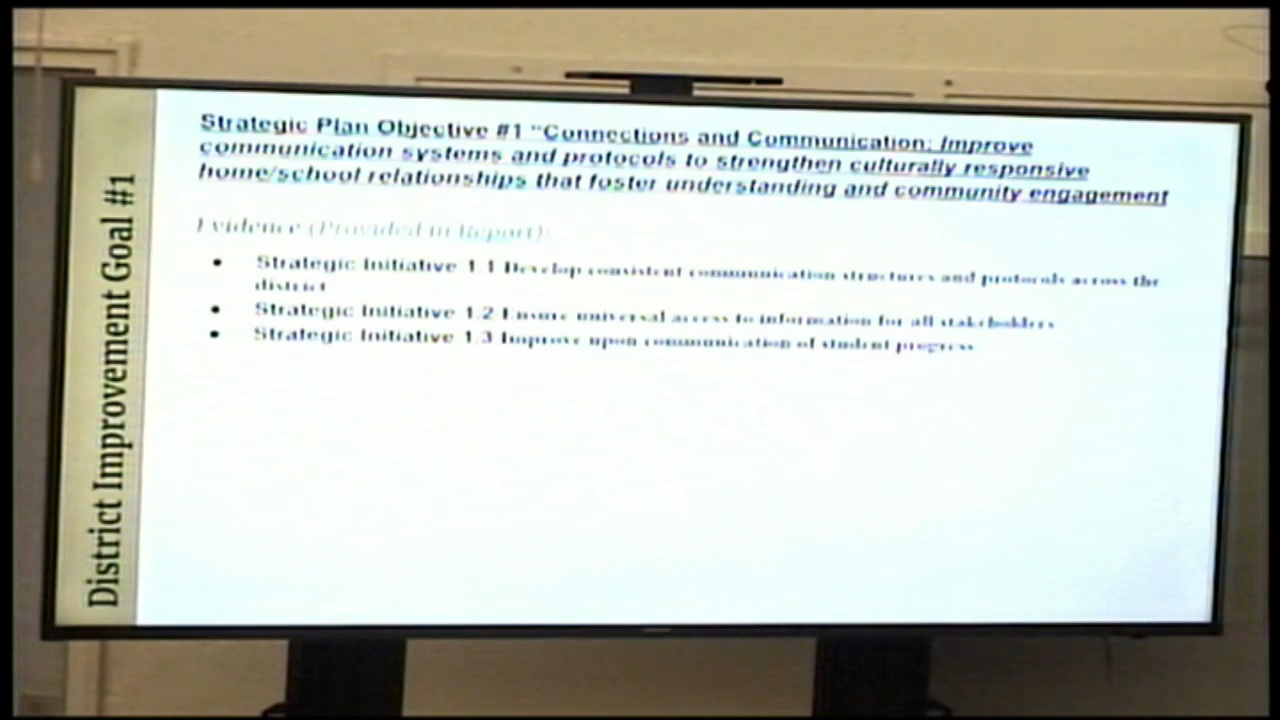 District Improvement Goal #1
Strategic Plan Objective #1 "Connections and Communication: Improve
communication systems and protocols to strengthen culturally responsive
home/school relationships that foster understanding and community engagement
Evidence (Provided in Report):
• Strategic Initiative 1.1 Develop consistent communication structures and protocols across the
district
• Strategic Initiative 1.2 Ensure universal access to information for all stakeholders
• Strategic Initiative 1.3 Improve upon communication of student progress